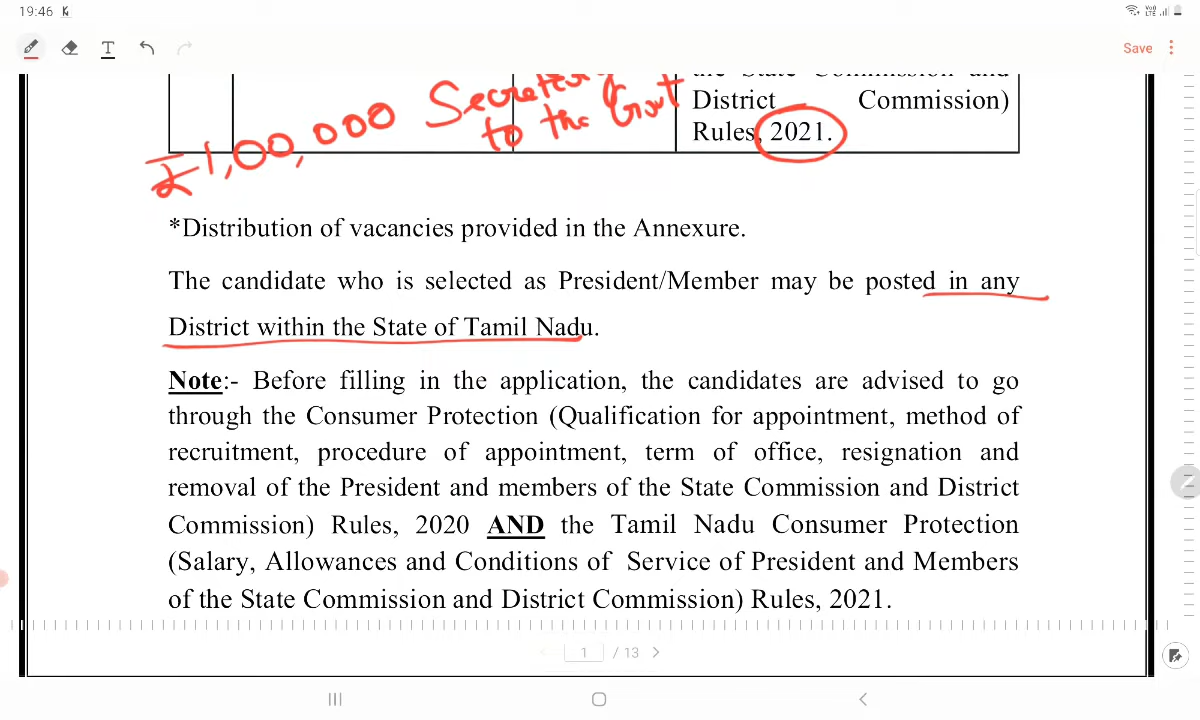 19:46
Save
the State Commission and
District Commission)
Rules, 2021.
₹1,00,000 Secretary
to the Govt
*Distribution of vacancies provided in the Annexure.
The candidate who is selected as President/Member may be posted in any
District within the State of Tamil Nadu.
Note:- Before filling in the application, the candidates are advised to go
through the Consumer Protection (Qualification for appointment, method of
recruitment, procedure of appointment, term of office, resignation and
removal of the President and members of the State Commission and District
Commission) Rules, 2020 AND the Tamil Nadu Consumer Protection
(Salary, Allowances and Conditions of Service of President and Members
of the State Commission and District Commission) Rules, 2021.
1 / 13